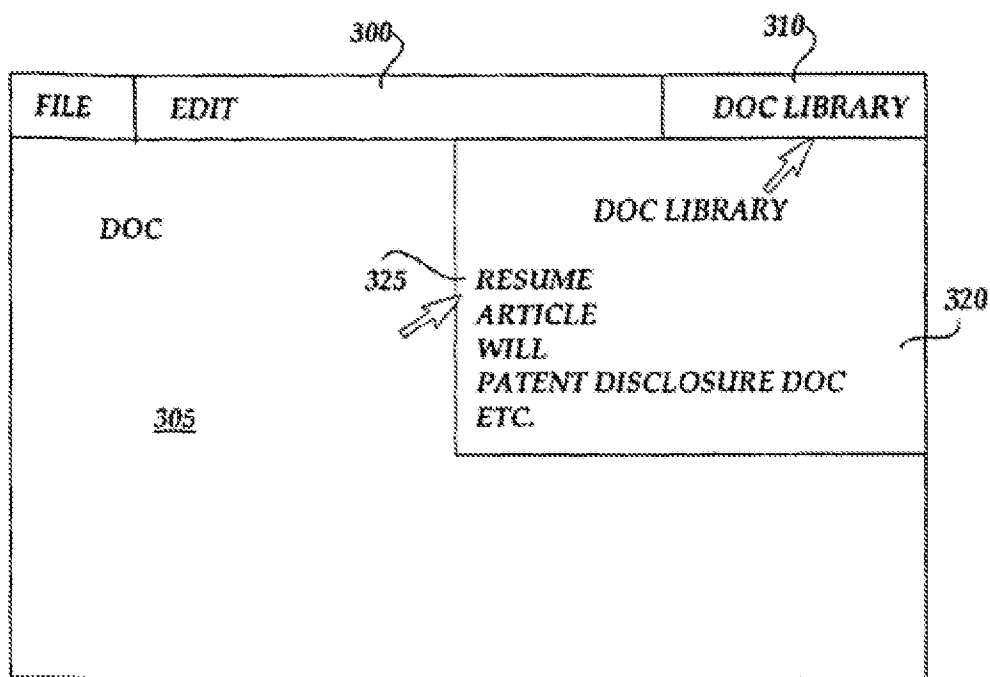 300
310
FILE EDIT DOC LIBRARY
DOC
DOC LIBRARY
325
RESUME
ARTICLE
320
WILL
PATENT DISCLOSURE DOC
ETC.
305